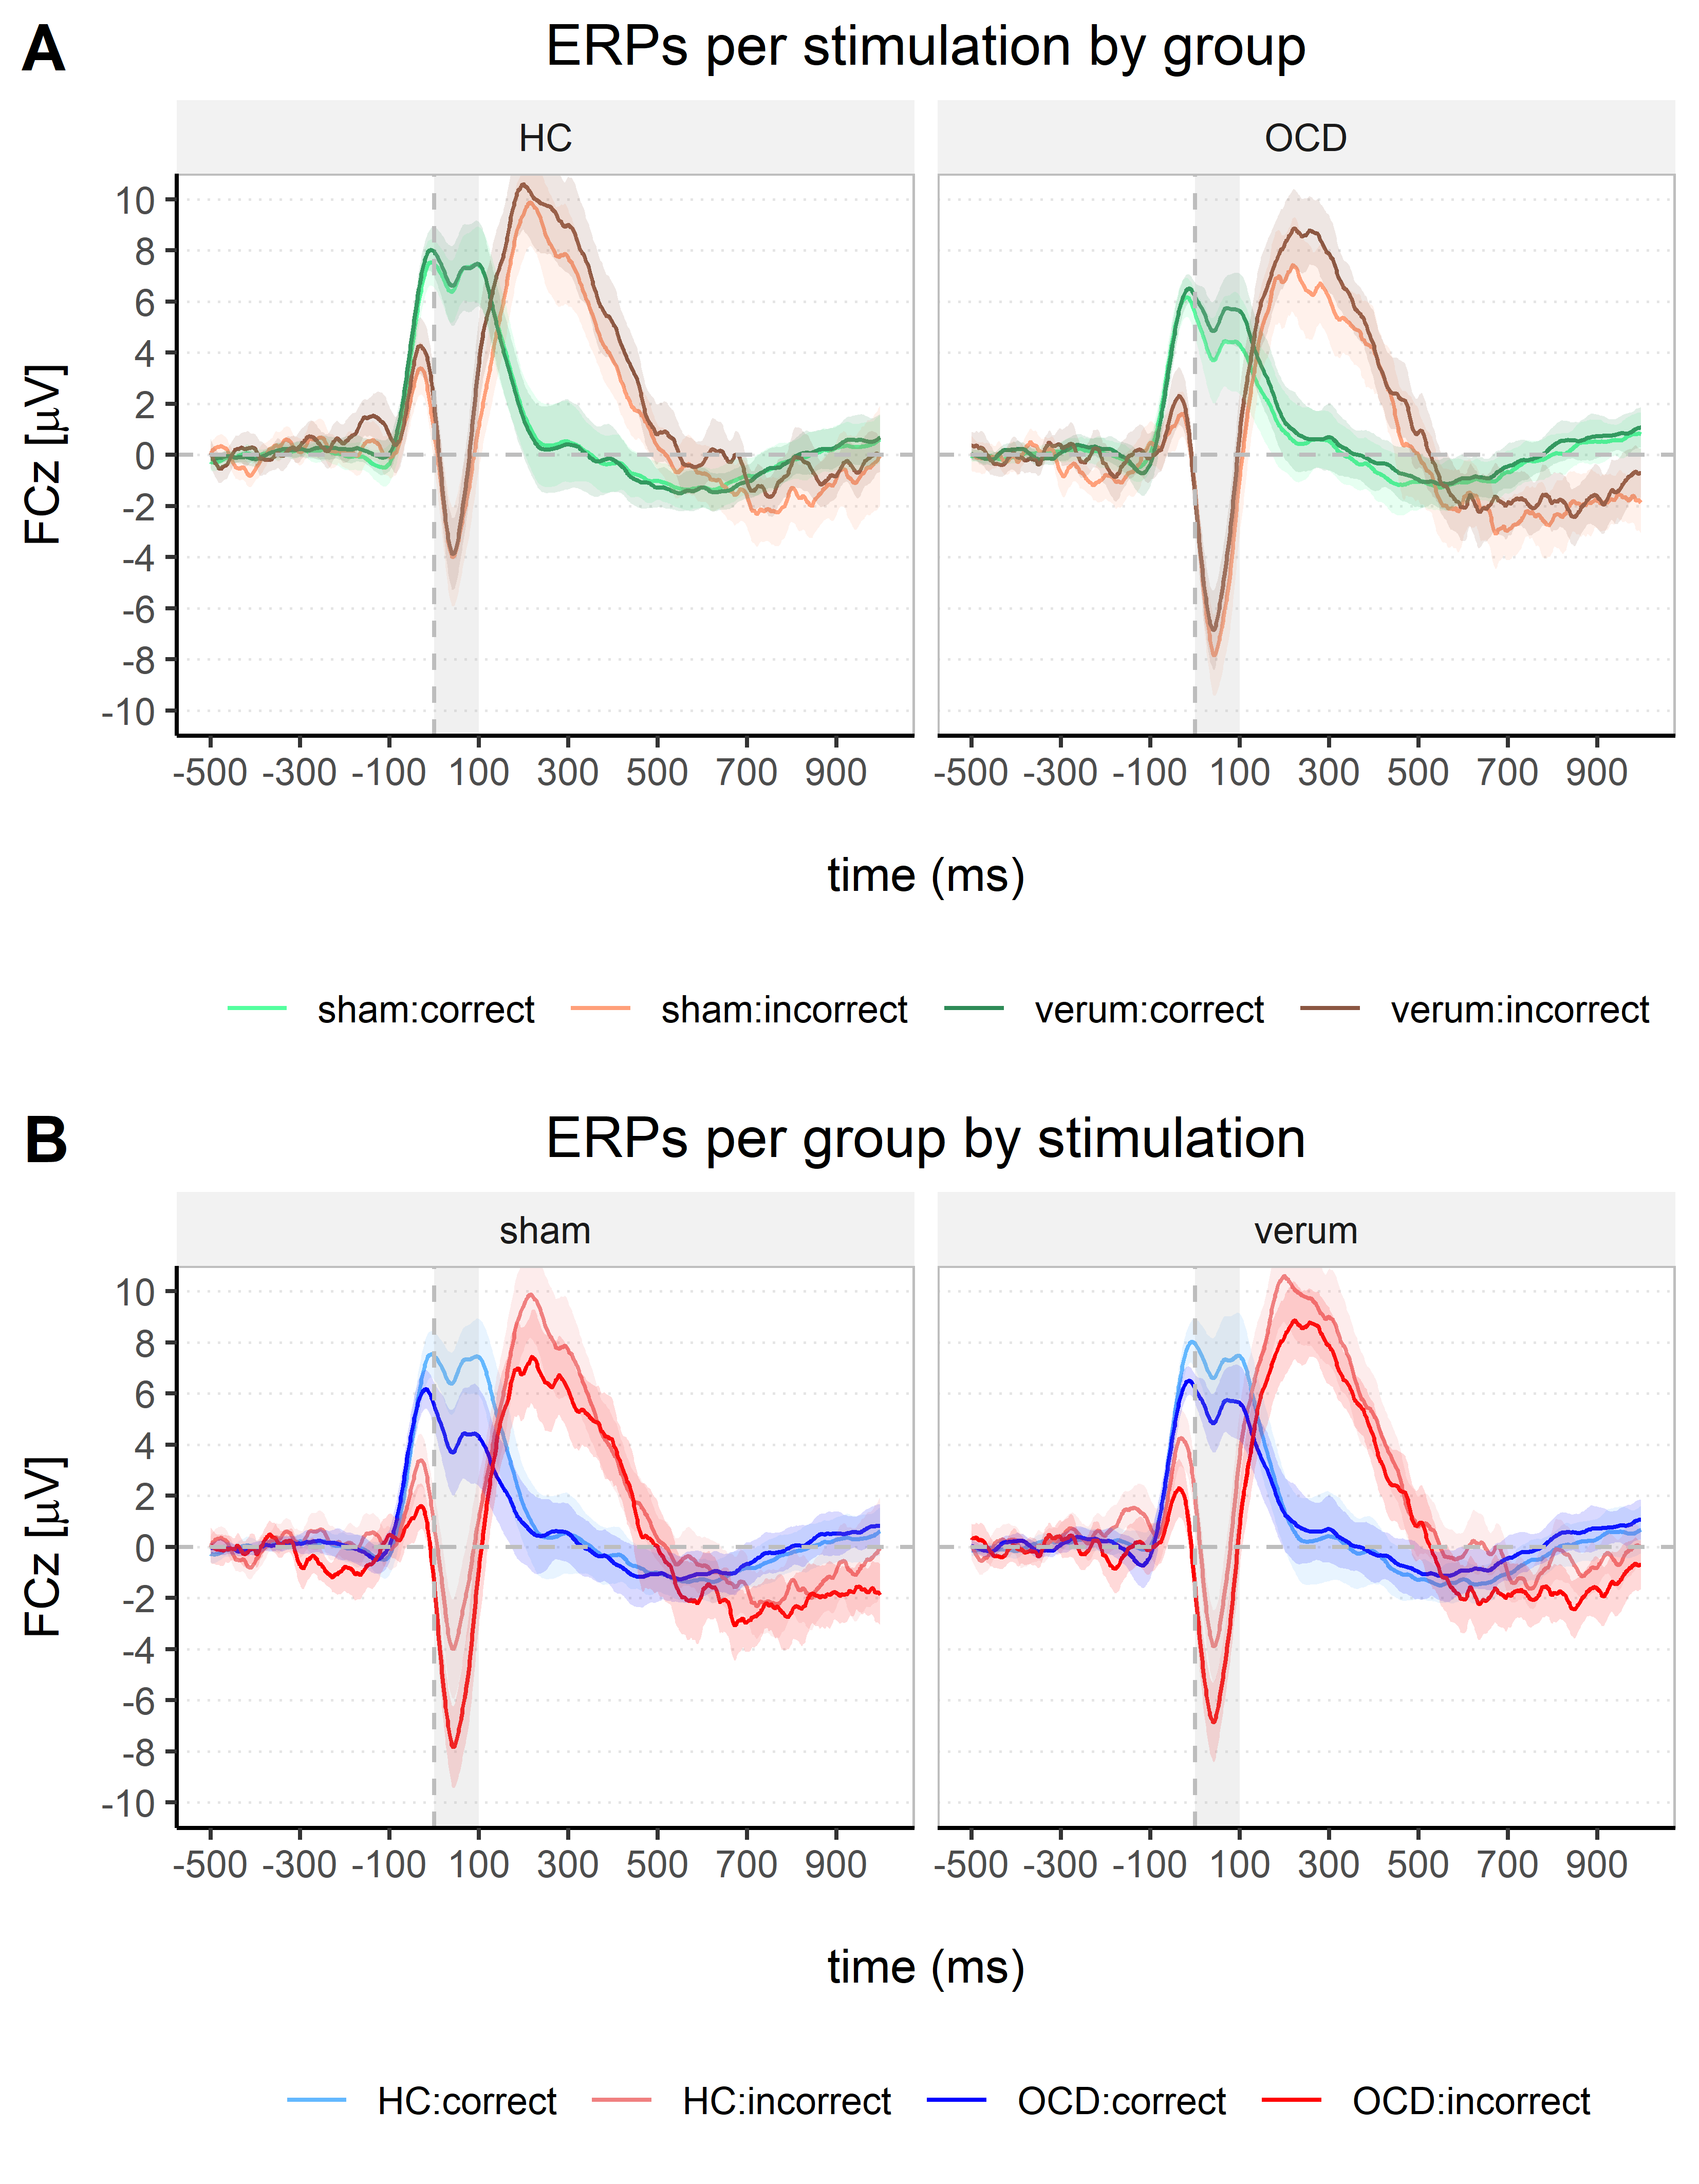 A
ERPs per stimulation by group
HC
OCD
10
8
6
4
2
0
-2
-4
-6
-8
-10
FCz [μV]
-500 -300 -100 100 300 500 700 900
-500 -300 -100 100 300 500 700 900
time (ms)
sham:correct sham:incorrect verum:correct verum:incorrect
B
ERPs per group by stimulation
sham
verum
10
8
6
4
2
0
-2
-4
-6
-8
-10
FCz [μV]
-500 -300 -100 100 300 500 700 900
-500 -300 -100 100 300 500 700 900
time (ms)
HC:correct HC:incorrect OCD:correct OCD:incorrect